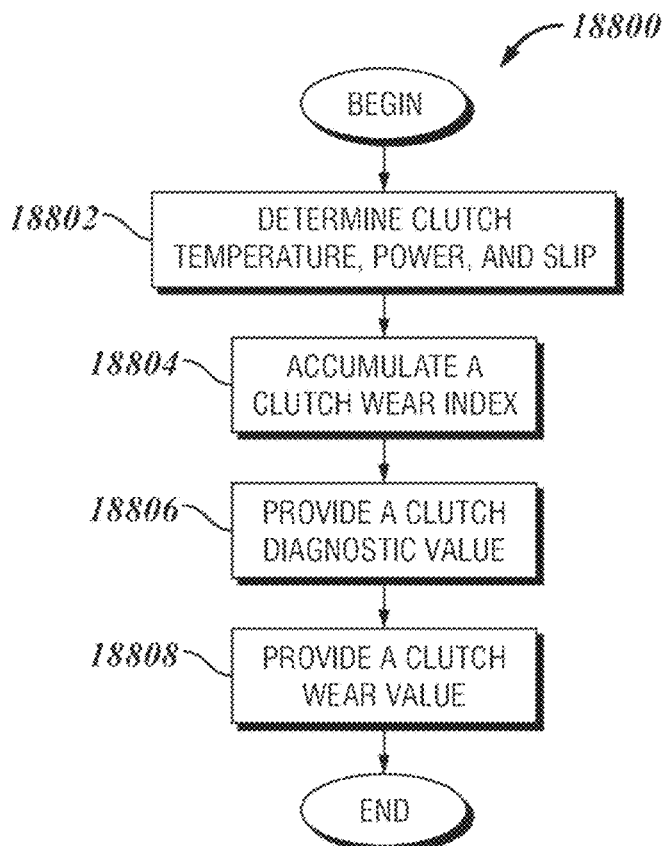 18800
BEGIN
18802
DETERMINE CLUTCH
TEMPERATURE, POWER, AND SLIP
18804
ACCUMULATE A
CLUTCH WEAR INDEX
18806
PROVIDE A CLUTCH
DIAGNOSTIC VALUE
18808
PROVIDE A CLUTCH
WEAR VALUE
END